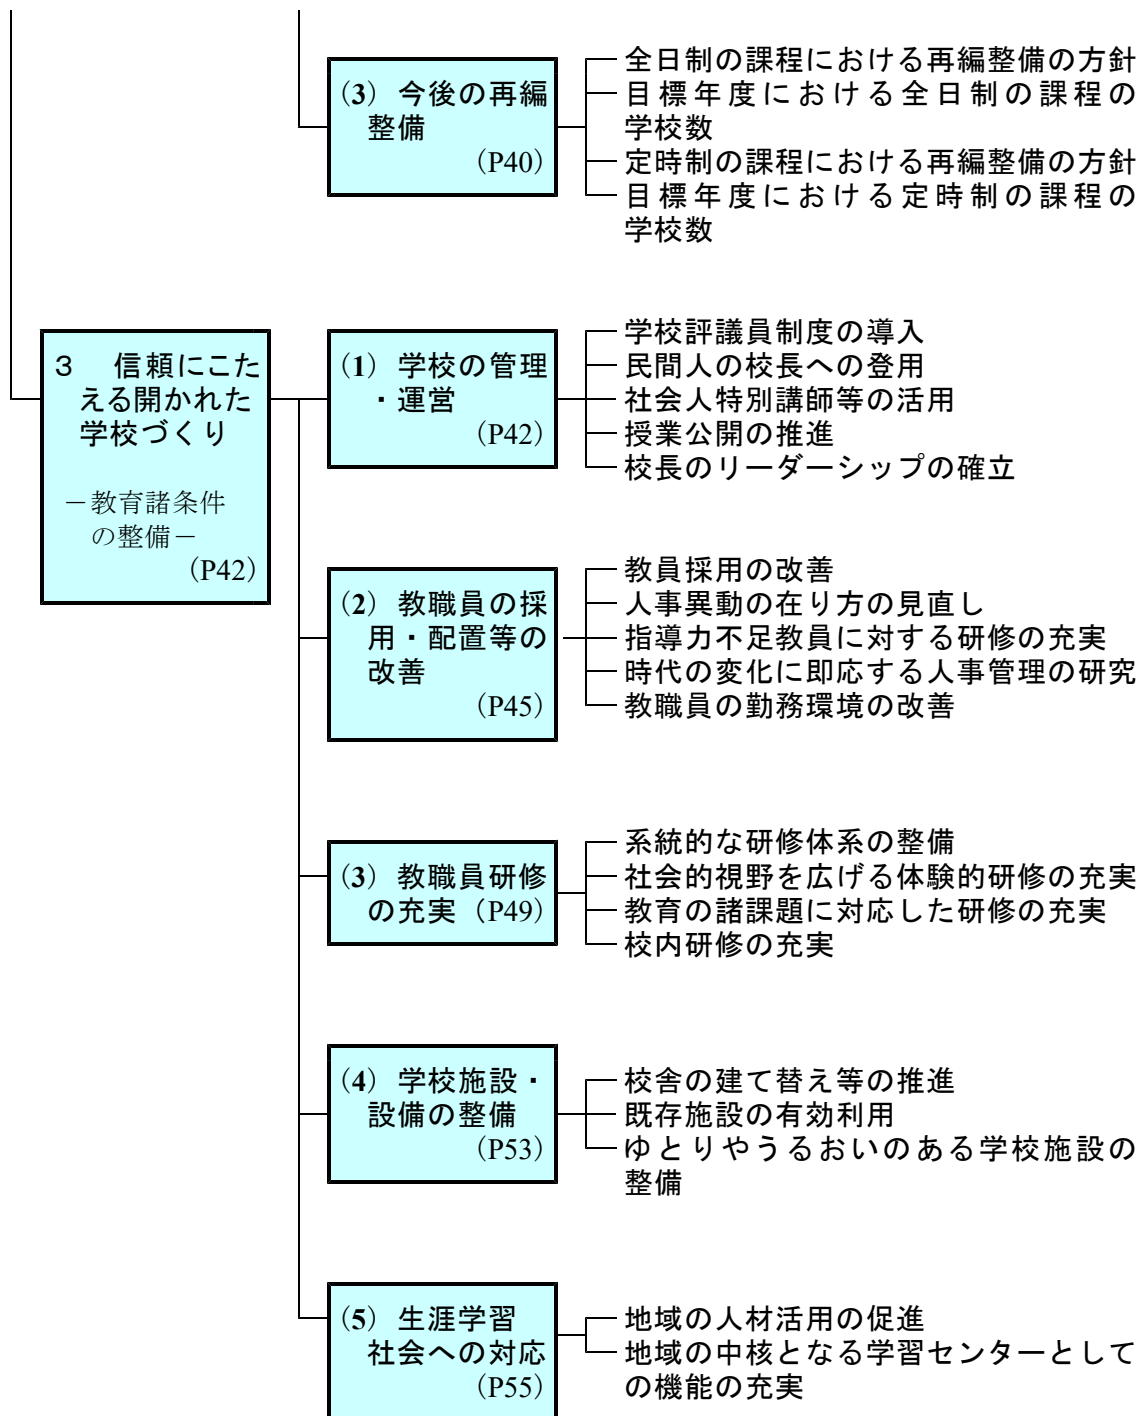 (3) 今後の再編
整備
(P40)
全日制の課程における再編整備の方針
目標年度における全日制の課程の
学校数
定時制の課程における再編整備の方針
目標年度における定時制の課程の
学校数
3 信頼にこた
える開かれた
学校づくり
－教育諸条件
の整備－
(P42)
(1) 学校の管理
・運営
(P42)
学校評議員制度の導入
民間人の校長への登用
社会人特別講師等の活用
授業公開の推進
校長のリーダーシップの確立
(2) 教職員の採
用・配置等の
改善
(P45)
教員採用の改善
人事異動の在り方の見直し
指導力不足教員に対する研修の充実
時代の変化に即応する人事管理の研究
教職員の勤務環境の改善
(3) 教職員研修
の充実 (P49)
系統的な研修体系の整備
社会的視野を広げる体験的研修の充実
教育の諸課題に対応した研修の充実
校内研修の充実
(4) 学校施設・
設備の整備
(P53)
校舎の建て替え等の推進
既存施設の有効利用
ゆとりやうるおいのある学校施設の
整備
(5) 生涯学習
社会への対応
(P55)
地域の人材活用の促進
地域の中核となる学習センターとして
の機能の充実